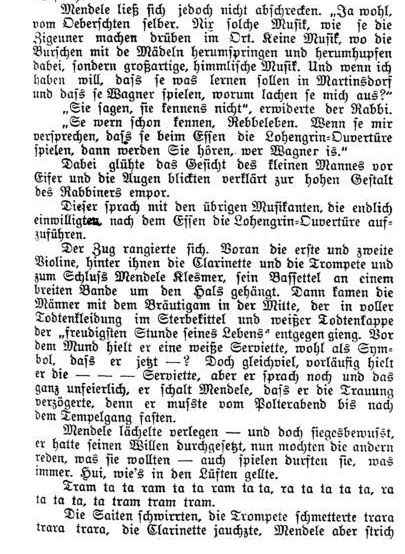 Mendele ließ sich jedoch nicht abschrecken. „Ja wohl,
vom Oeberschten selber. Nix solche Musik, wie se die
Zigeuner machen drüben im Ort. Keine Musik, wo die
Burschen mit de Mädeln herumspringen und herumhupfen
dabei, sondern großartige, himmlische Musik. Und wenn ich
haben will, dass se was lernen sollen in Martinsdorf
und dass se Wagner spielen, worum lachen se mich aus?“
„Sie sagen, sie kennens nicht“, erwiderte der Rabbi.
„Se wern schon kennen, Rebbeleben. Wenn se mir
versprechen, dass se beim Essen die Lohengrin-Ouvertüre
spielen, dann werden Sie hören, wer Wagner is.“
Dabei glühte das Gesicht des kleinen Mannes vor
Eifer und die Augen blickten verklärt zur hohen Gestalt
des Rabbiners empor.
Dieser sprach mit den übrigen Musikanten, die endlich
einwilligten, nach dem Essen die Lohengrin-Ouvertüre auf-
zuführen.
Der Zug rangierte sich. Voran die erste und zweite
Violine, hinter ihnen die Clarinette und die Trompete und
zum Schluss Mendele Klesmer, sein Bassettel an einem
breiten Bande um den Hals gehängt. Dann kamen die
Männer mit dem Bräutigam in der Mitte, der in voller
Todtenkleidung im Sterbekittel und weißer Todtenkappe
der „freudigsten Stunde seines Lebens“ entgegen gieng. Vor
dem Mund hielt er eine weiße Serviette, wohl als Sym-
bol, dass er jetzt —? Doch gleichviel, vorläufig hielt
er die — — — Serviette, aber er sprach noch und das
ganz unfeierlich, er schalt Mendele, dass er die Trauung
verzögerte, denn er musste vom Polterabend bis nach
dem Tempelgang fasten.
Mendele lächelte verlegen — und doch siegesbewusst,
er hatte seinen Willen durchgesetzt, nun mochten die andern
reden, was sie wollten — auch spielen durften sie, was
immer. Hui, wie's in den Lüften gellte.
Tram ta ta ram ta ta ram ta ta, ra ta ta ta ta, ra
ta ta ta, ta tram tram tram.
Die Saiten schwirrten, die Trompete schmetterte trara
trara trara, die Clarinette jauchzte, Mendele aber strich